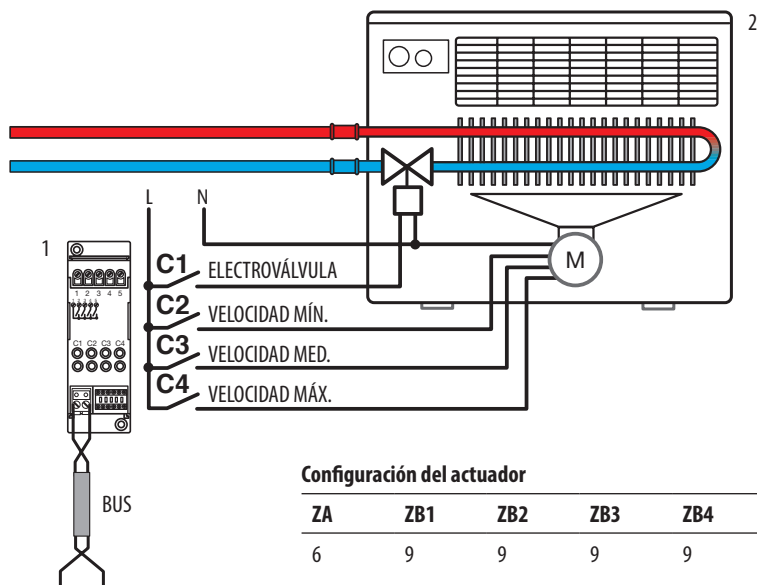 2
L N
1
C1 ELECTROVÁLVULA
C2 VELOCIDAD MÍN.
C3 VELOCIDAD MED.
C4 VELOCIDAD MÁX.
M
1 2 3 4 5
C1 C2 C3 C4
BUS
Configuración del actuador
ZA ZB1 ZB2 ZB3 ZB4
6 9 9 9 9